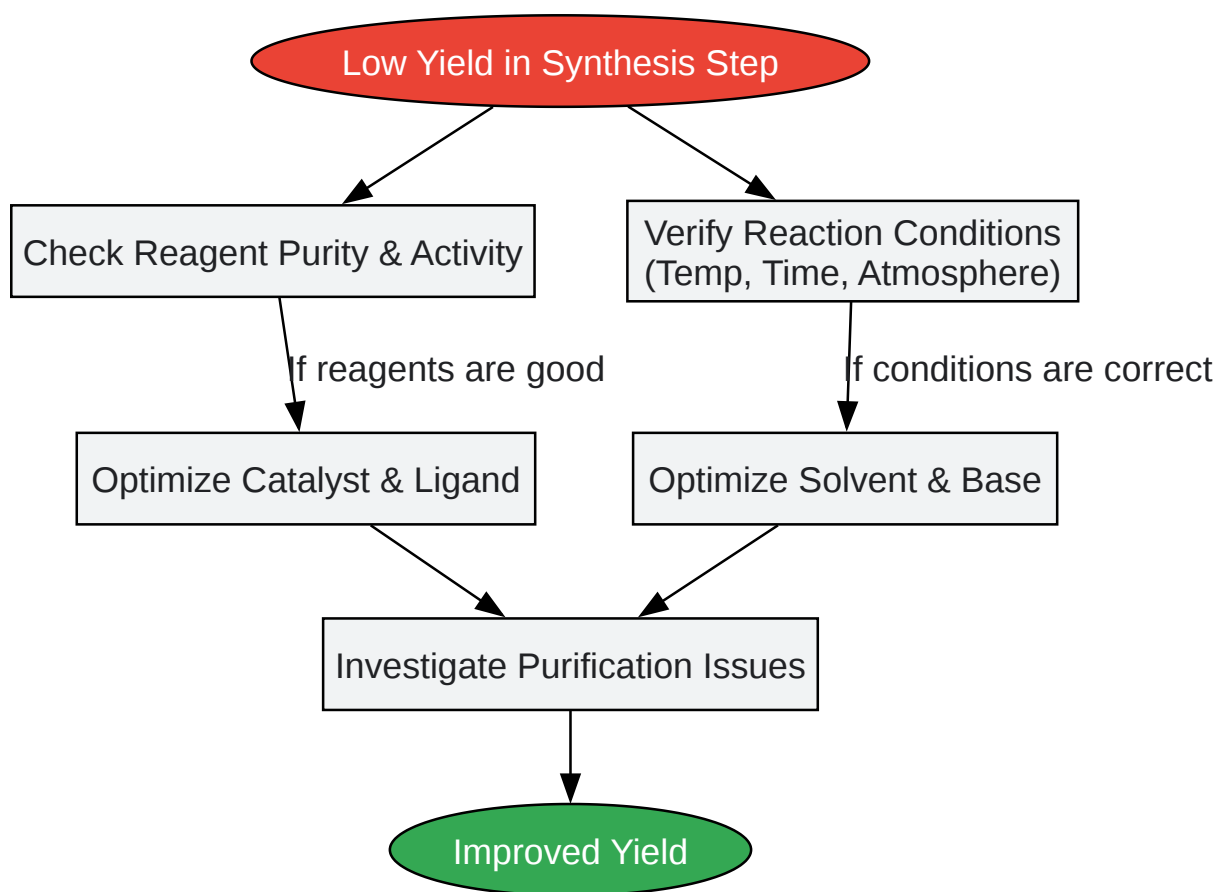 Low Yield in Synthesis Step
Check Reagent Purity & Activity
Verify Reaction Conditions
(Temp, Time, Atmosphere)
If reagents are good
If conditions are correct
Optimize Catalyst & Ligand
Optimize Solvent & Base
Investigate Purification Issues
Improved Yield